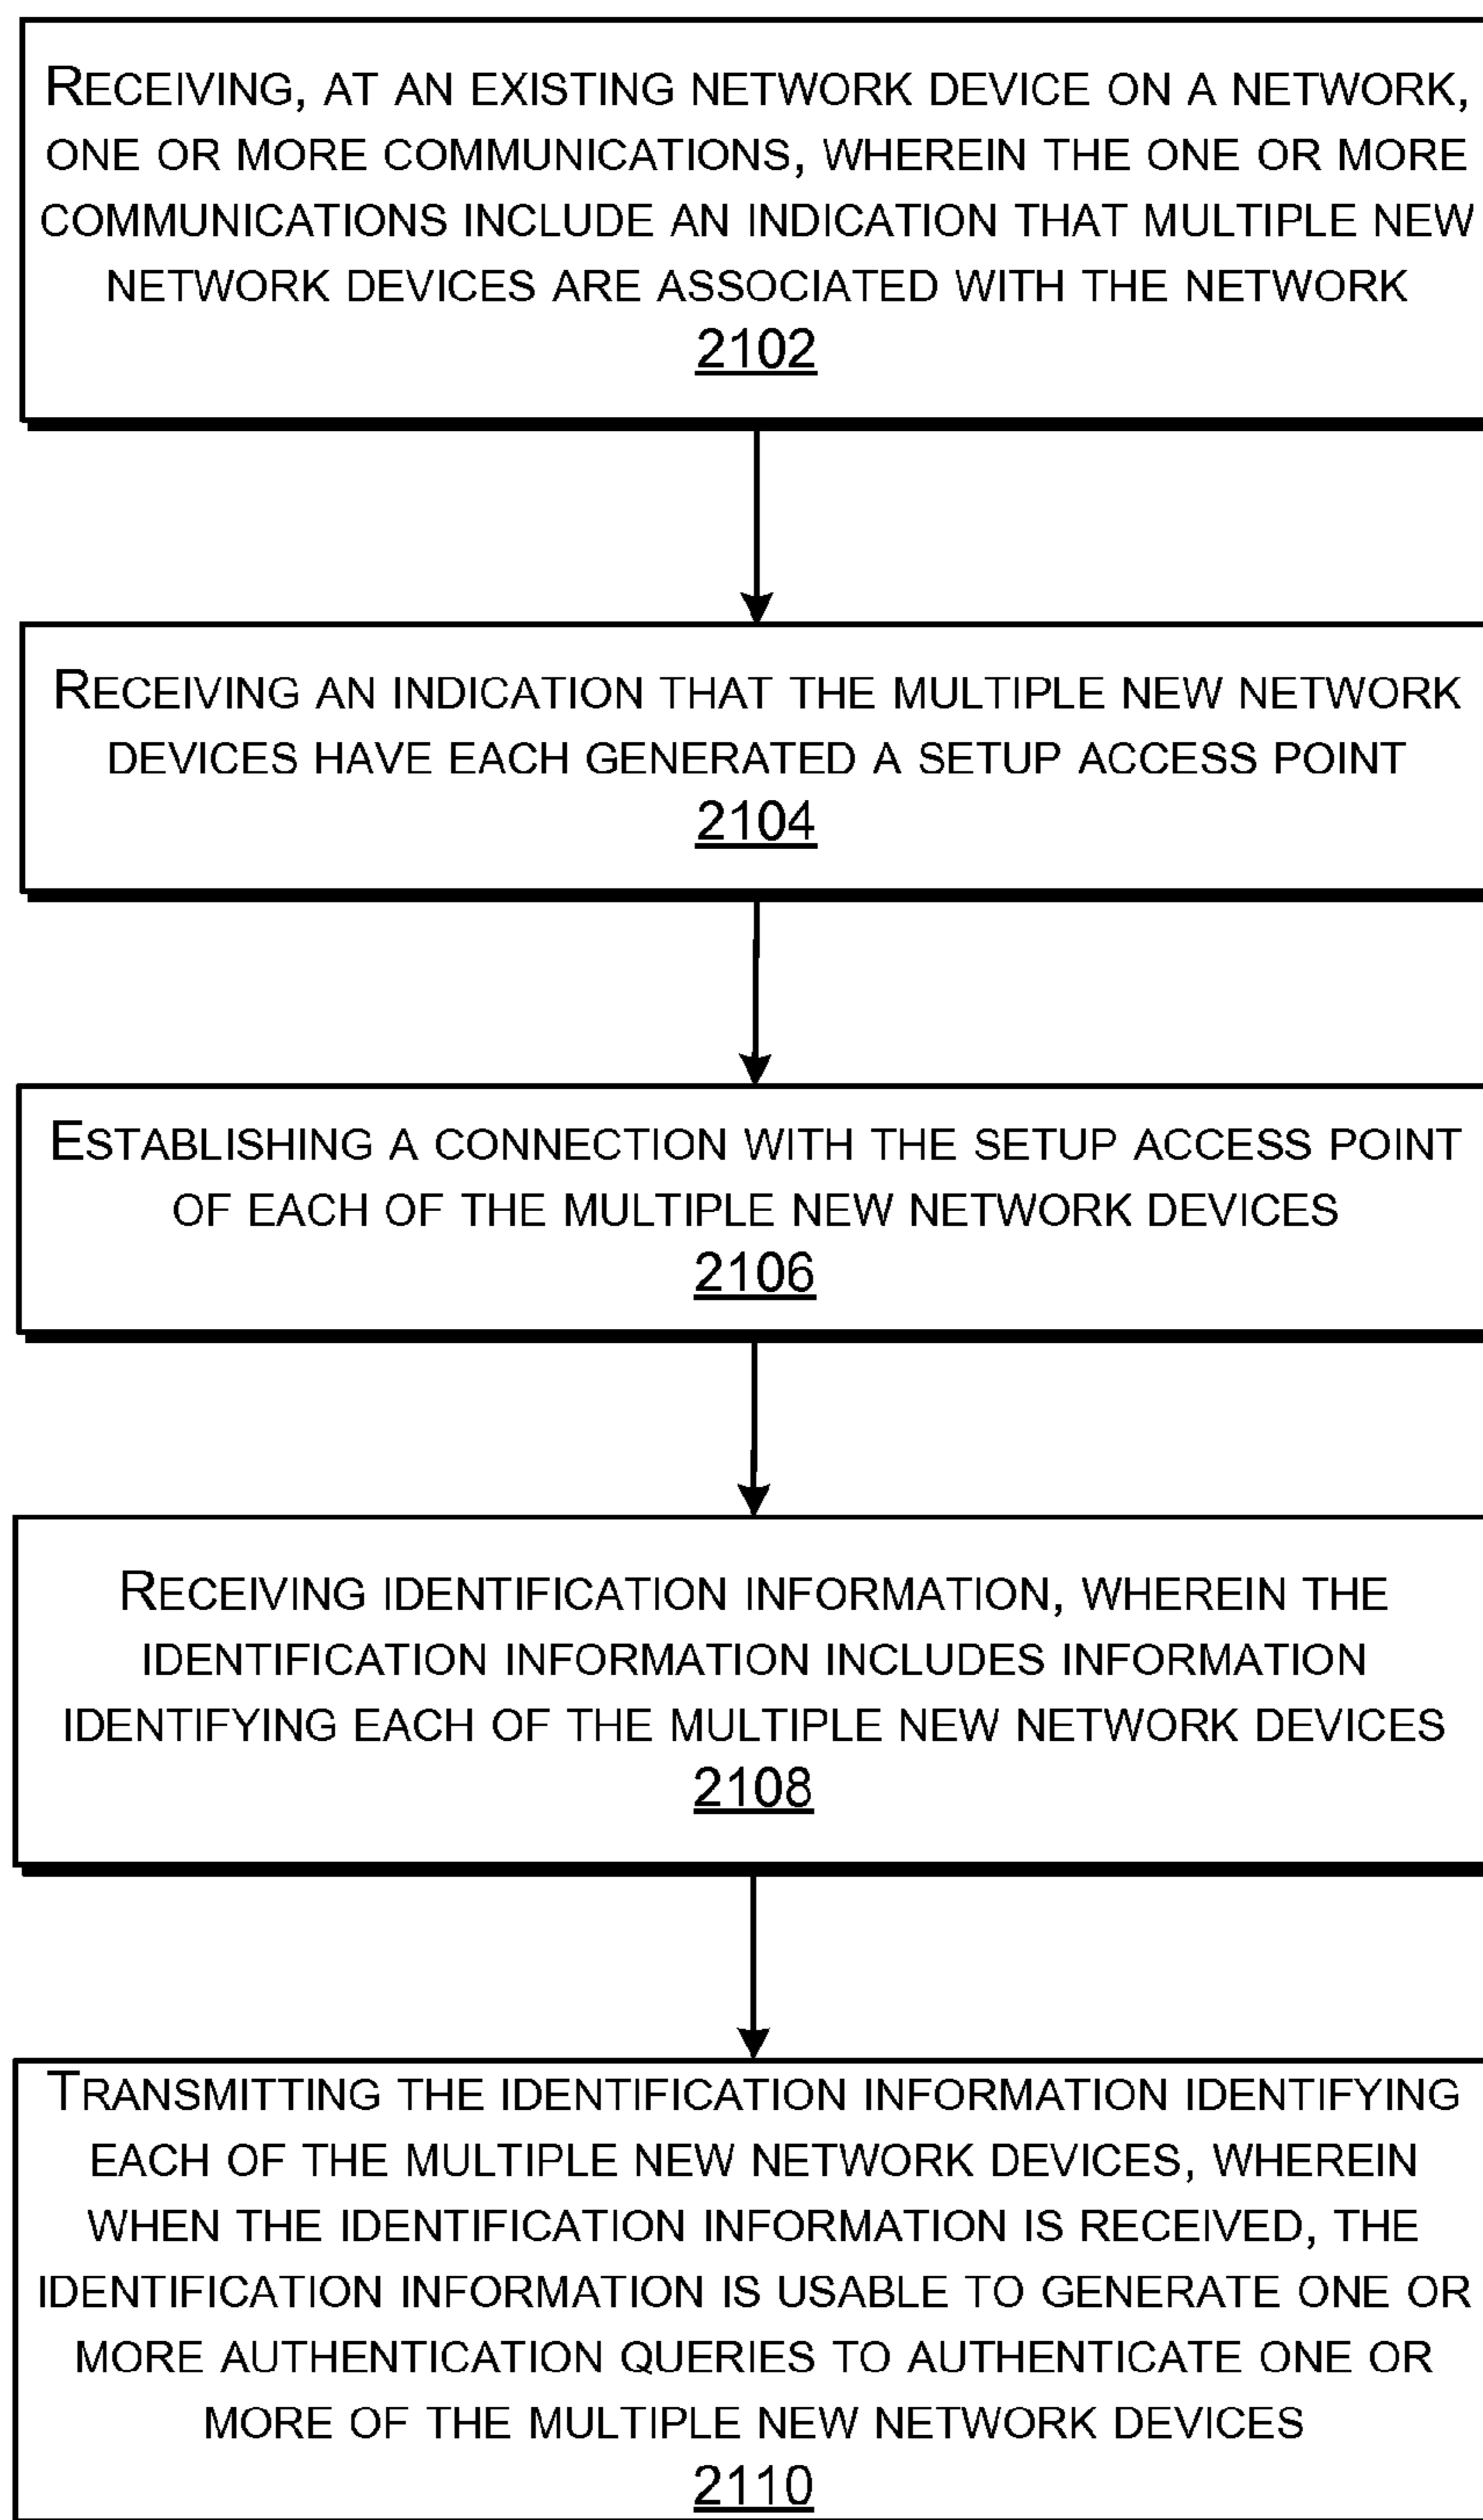 RECEIVING, AT AN EXISTING NETWORK DEVICE ON A NETWORK,
ONE OR MORE COMMUNICATIONS, WHEREIN THE ONE OR MORE
COMMUNICATIONS INCLUDE AN INDICATION THAT MULTIPLE NEW
NETWORK DEVICES ARE ASSOCIATED WITH THE NETWORK
2102
RECEIVING AN INDICATION THAT THE MULTIPLE NEW NETWORK
DEVICES HAVE EACH GENERATED A SETUP ACCESS POINT
2104
ESTABLISHING A CONNECTION WITH THE SETUP ACCESS POINT
OF EACH OF THE MULTIPLE NEW NETWORK DEVICES
2106
RECEIVING IDENTIFICATION INFORMATION, WHEREIN THE
IDENTIFICATION INFORMATION INCLUDES INFORMATION
IDENTIFYING EACH OF THE MULTIPLE NEW NETWORK DEVICES
2108
TRANSMITTING THE IDENTIFICATION INFORMATION IDENTIFYING
EACH OF THE MULTIPLE NEW NETWORK DEVICES, WHEREIN
WHEN THE IDENTIFICATION INFORMATION IS RECEIVED, THE
IDENTIFICATION INFORMATION IS USABLE TO GENERATE ONE OR
MORE AUTHENTICATION QUERIES TO AUTHENTICATE ONE OR
MORE OF THE MULTIPLE NEW NETWORK DEVICES
2110